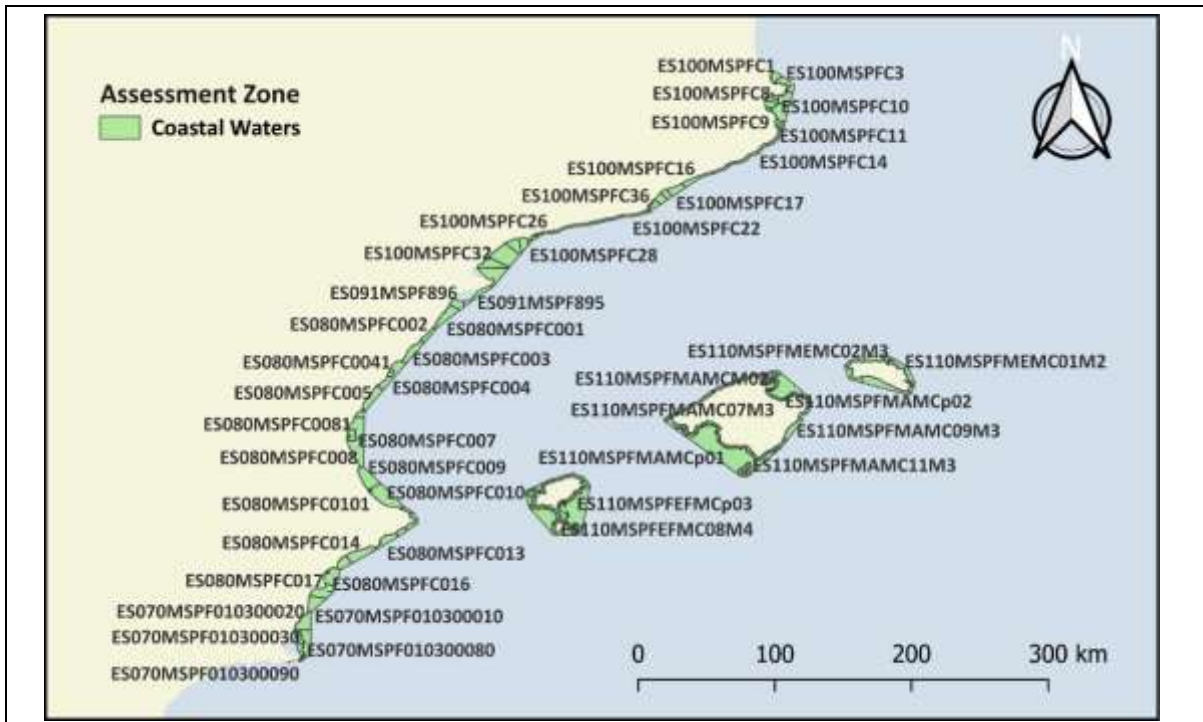 N
Assessment Zone
Coastal Waters
ES100MSPFC1
ES100MSPFC3
ES100MSPFC8
ES100MSPFC10
ES100MSPFC9
ES100MSPFC11
ES100MSPFC14
ES100MSPFC16
ES100MSPFC36
ES100MSPFC17
ES100MSPFC22
ES100MSPFC26
ES100MSPFC32
ES100MSPFC28
ES091MSPF896
ES091MSPF895
ES080MSPFC002
ES080MSPFC001
ES080MSPFC0041
ES080MSPFC003
ES110MSPFMEMC02M3
ES110MSPFMEMC01M2
ES080MSPFC005
ES080MSPFC004
ES110MSPFMAMCM02
ES110MSPFMAMCp02
ES110MSPFMAMC07M3
ES080MSPFC0081
ES110MSPFMAMC09M3
ES080MSPFC007
ES080MSPFC008
ES080MSPFC009
ES110MSPFMAMCp01
ES110MSPFMAMC11M3
ES080MSPFC010
ES080MSPFC0101
ES110MSPFEFMCp03
ES110MSPFEFMC08M4
ES080MSPFC014
ES080MSPFC013
ES080MSPFC017
ES080MSPFC016
ES070MSPF010300020
ES070MSPF010300010
ES070MSPF010300030
ES070MSPF010300080
ES070MSPF010300090
0 100 200 300 km